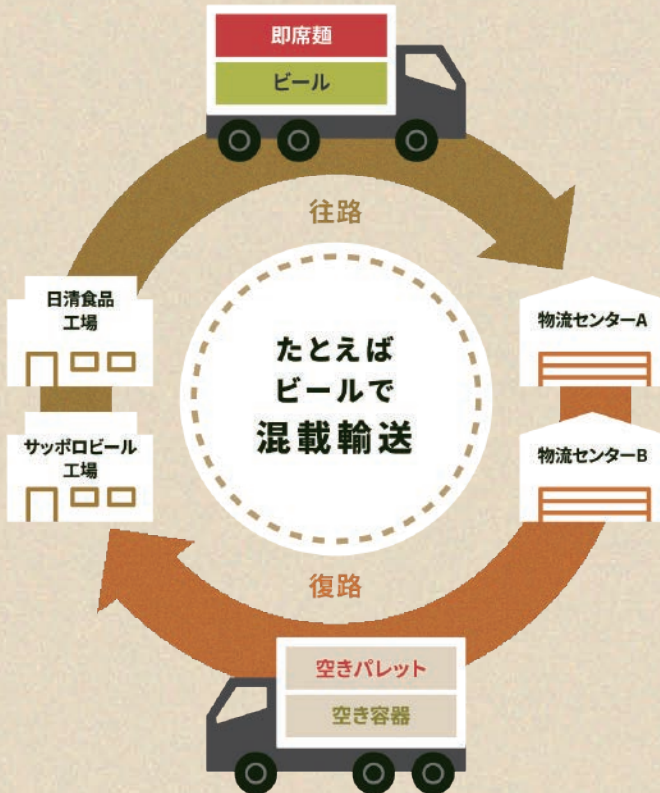 即席麺
ビール
往路
日清食品
工場
物流センターA
たとえば
ビールで
混載輸送
サッポロビール
工場
物流センターB
復路
空きパレット
空き容器